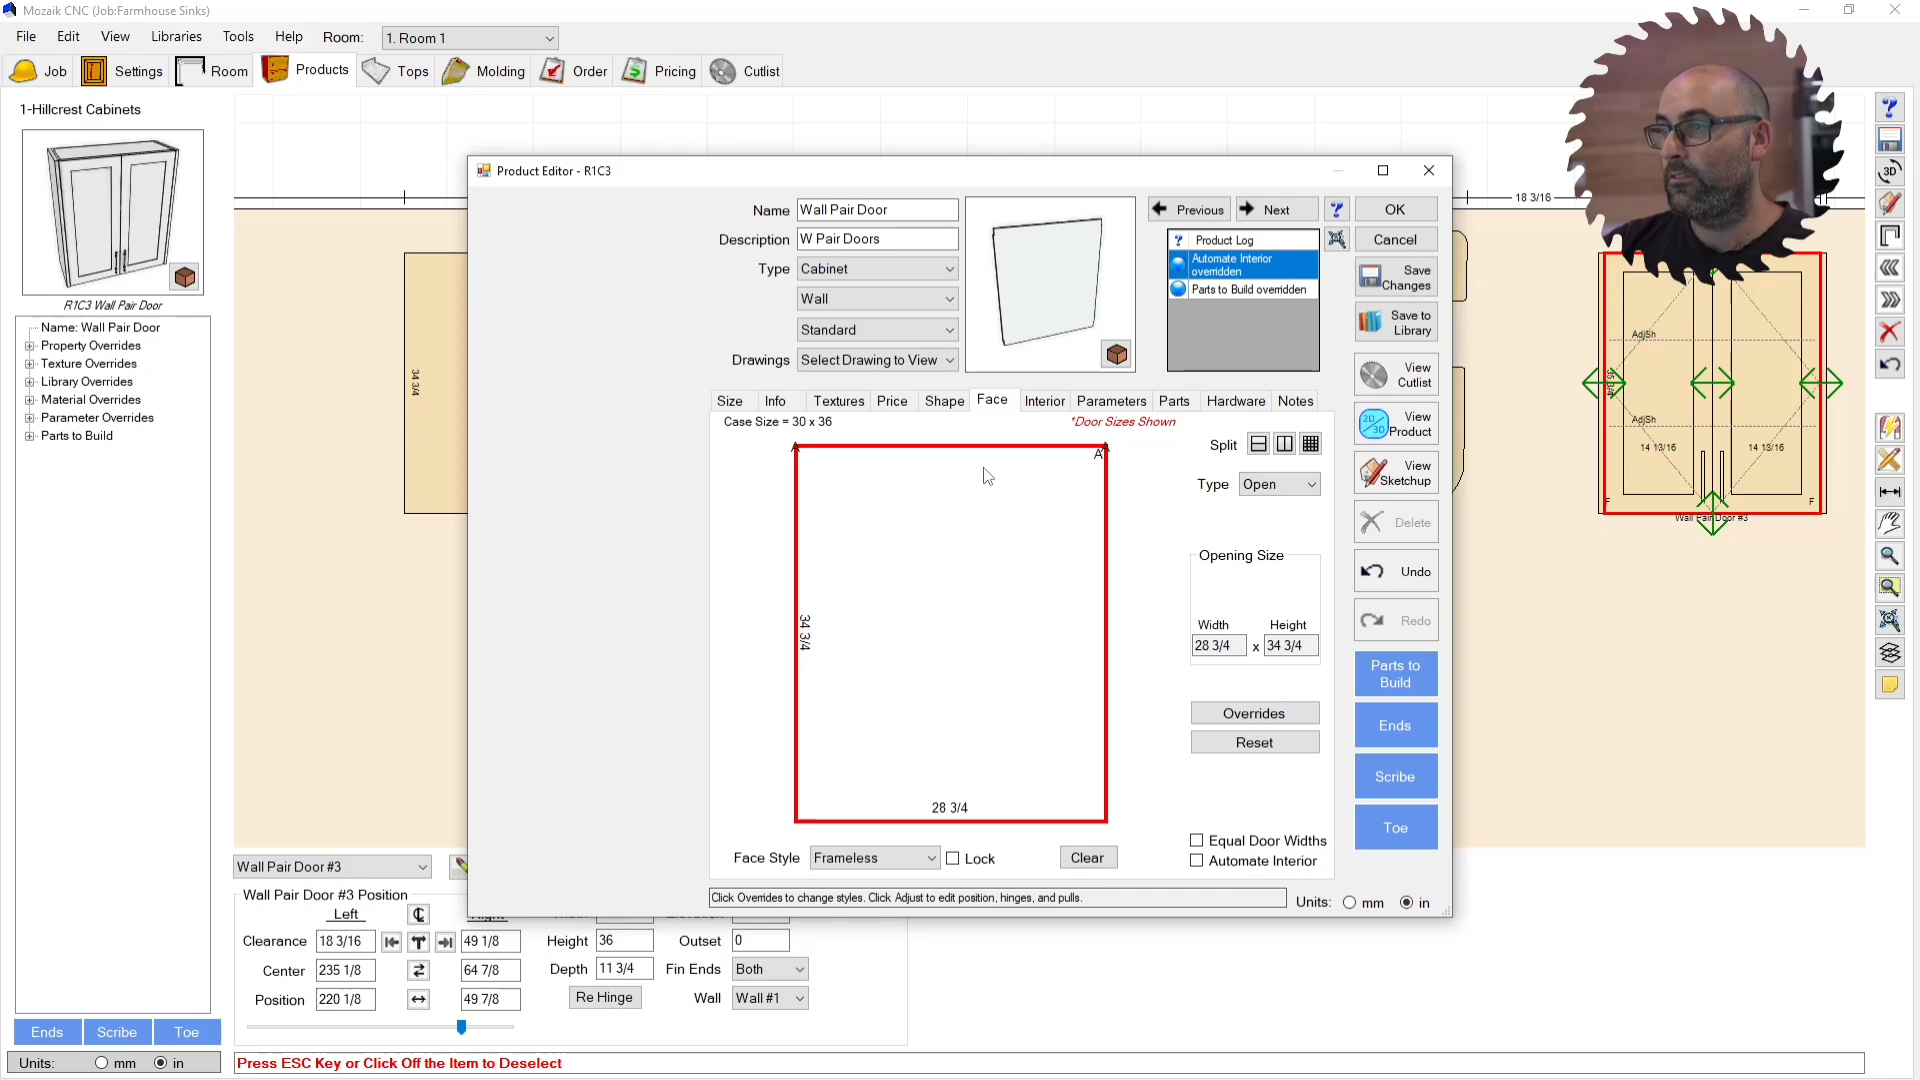 Mozaik CNC (Job:Farmhouse Sinks)
File Edit View Libraries Tools Help Room: 1. Room 1
Job Settings Room Products Tops Molding Order Pricing Cutlist
1-Hillcrest Cabinets
R1C3 Wall Pair Door
Name: Wall Pair Door
Property Overrides
Texture Overrides
Library Overrides
Material Overrides
Parameter Overrides
Parts to Build
Ends Scribe Toe
Units: mm in
34 3/4
18 3/16
3D
Product Editor - R1C3
Name Wall Pair Door
Description W Pair Doors
Type Cabinet
Wall
Standard
Drawings Select Drawing to View
Previous Next
Product Log
Automate Interior overridden
Parts to Build overridden
OK
Cancel
Save Changes
Save to Library
View Cutlist
2D/3D View Product
View Sketchup
Delete
Undo
Redo
Parts to Build
Ends
Scribe
Toe
Size Info Textures Price Shape Face Interior Parameters Parts Hardware Notes
Case Size = 30 x 36
*Door Sizes Shown
A
34 3/4
28 3/4
Split
Type Open
Opening Size
Width Height
28 3/4 x 34 3/4
Overrides
Reset
Equal Door Widths
Automate Interior
Face Style Frameless Lock Clear
Click Overrides to change styles. Click Adjust to edit position, hinges, and pulls.
Units: mm in
AdjSh
AdjSh
14 13/16 14 13/16
F F
Wall Pair Door #3
Wall Pair Door #3
Wall Pair Door #3 Position
Left
Clearance 18 3/16 49 1/8
Center 235 1/8 64 7/8
Position 220 1/8 49 7/8
Height 36 Outset 0
Depth 11 3/4 Fin Ends Both
Re Hinge Wall Wall #1
Press ESC Key or Click Off the Item to Deselect